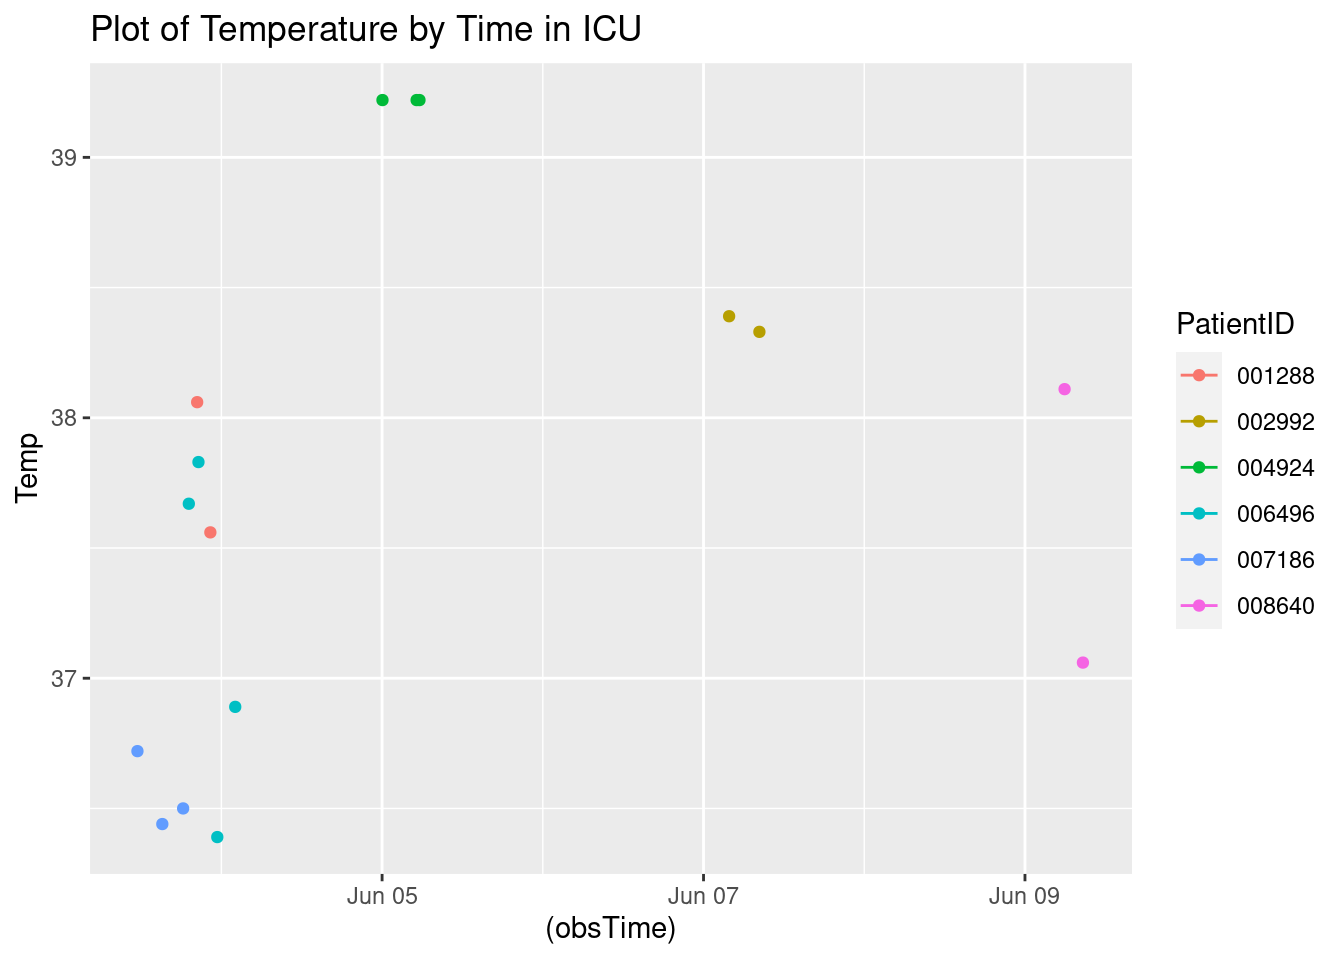 Plot of Temperature by Time in ICU
39
38
37
Temp
Jun 05
Jun 07
Jun 09
(obsTime)
PatientID
001288
002992
004924
006496
007186
008640